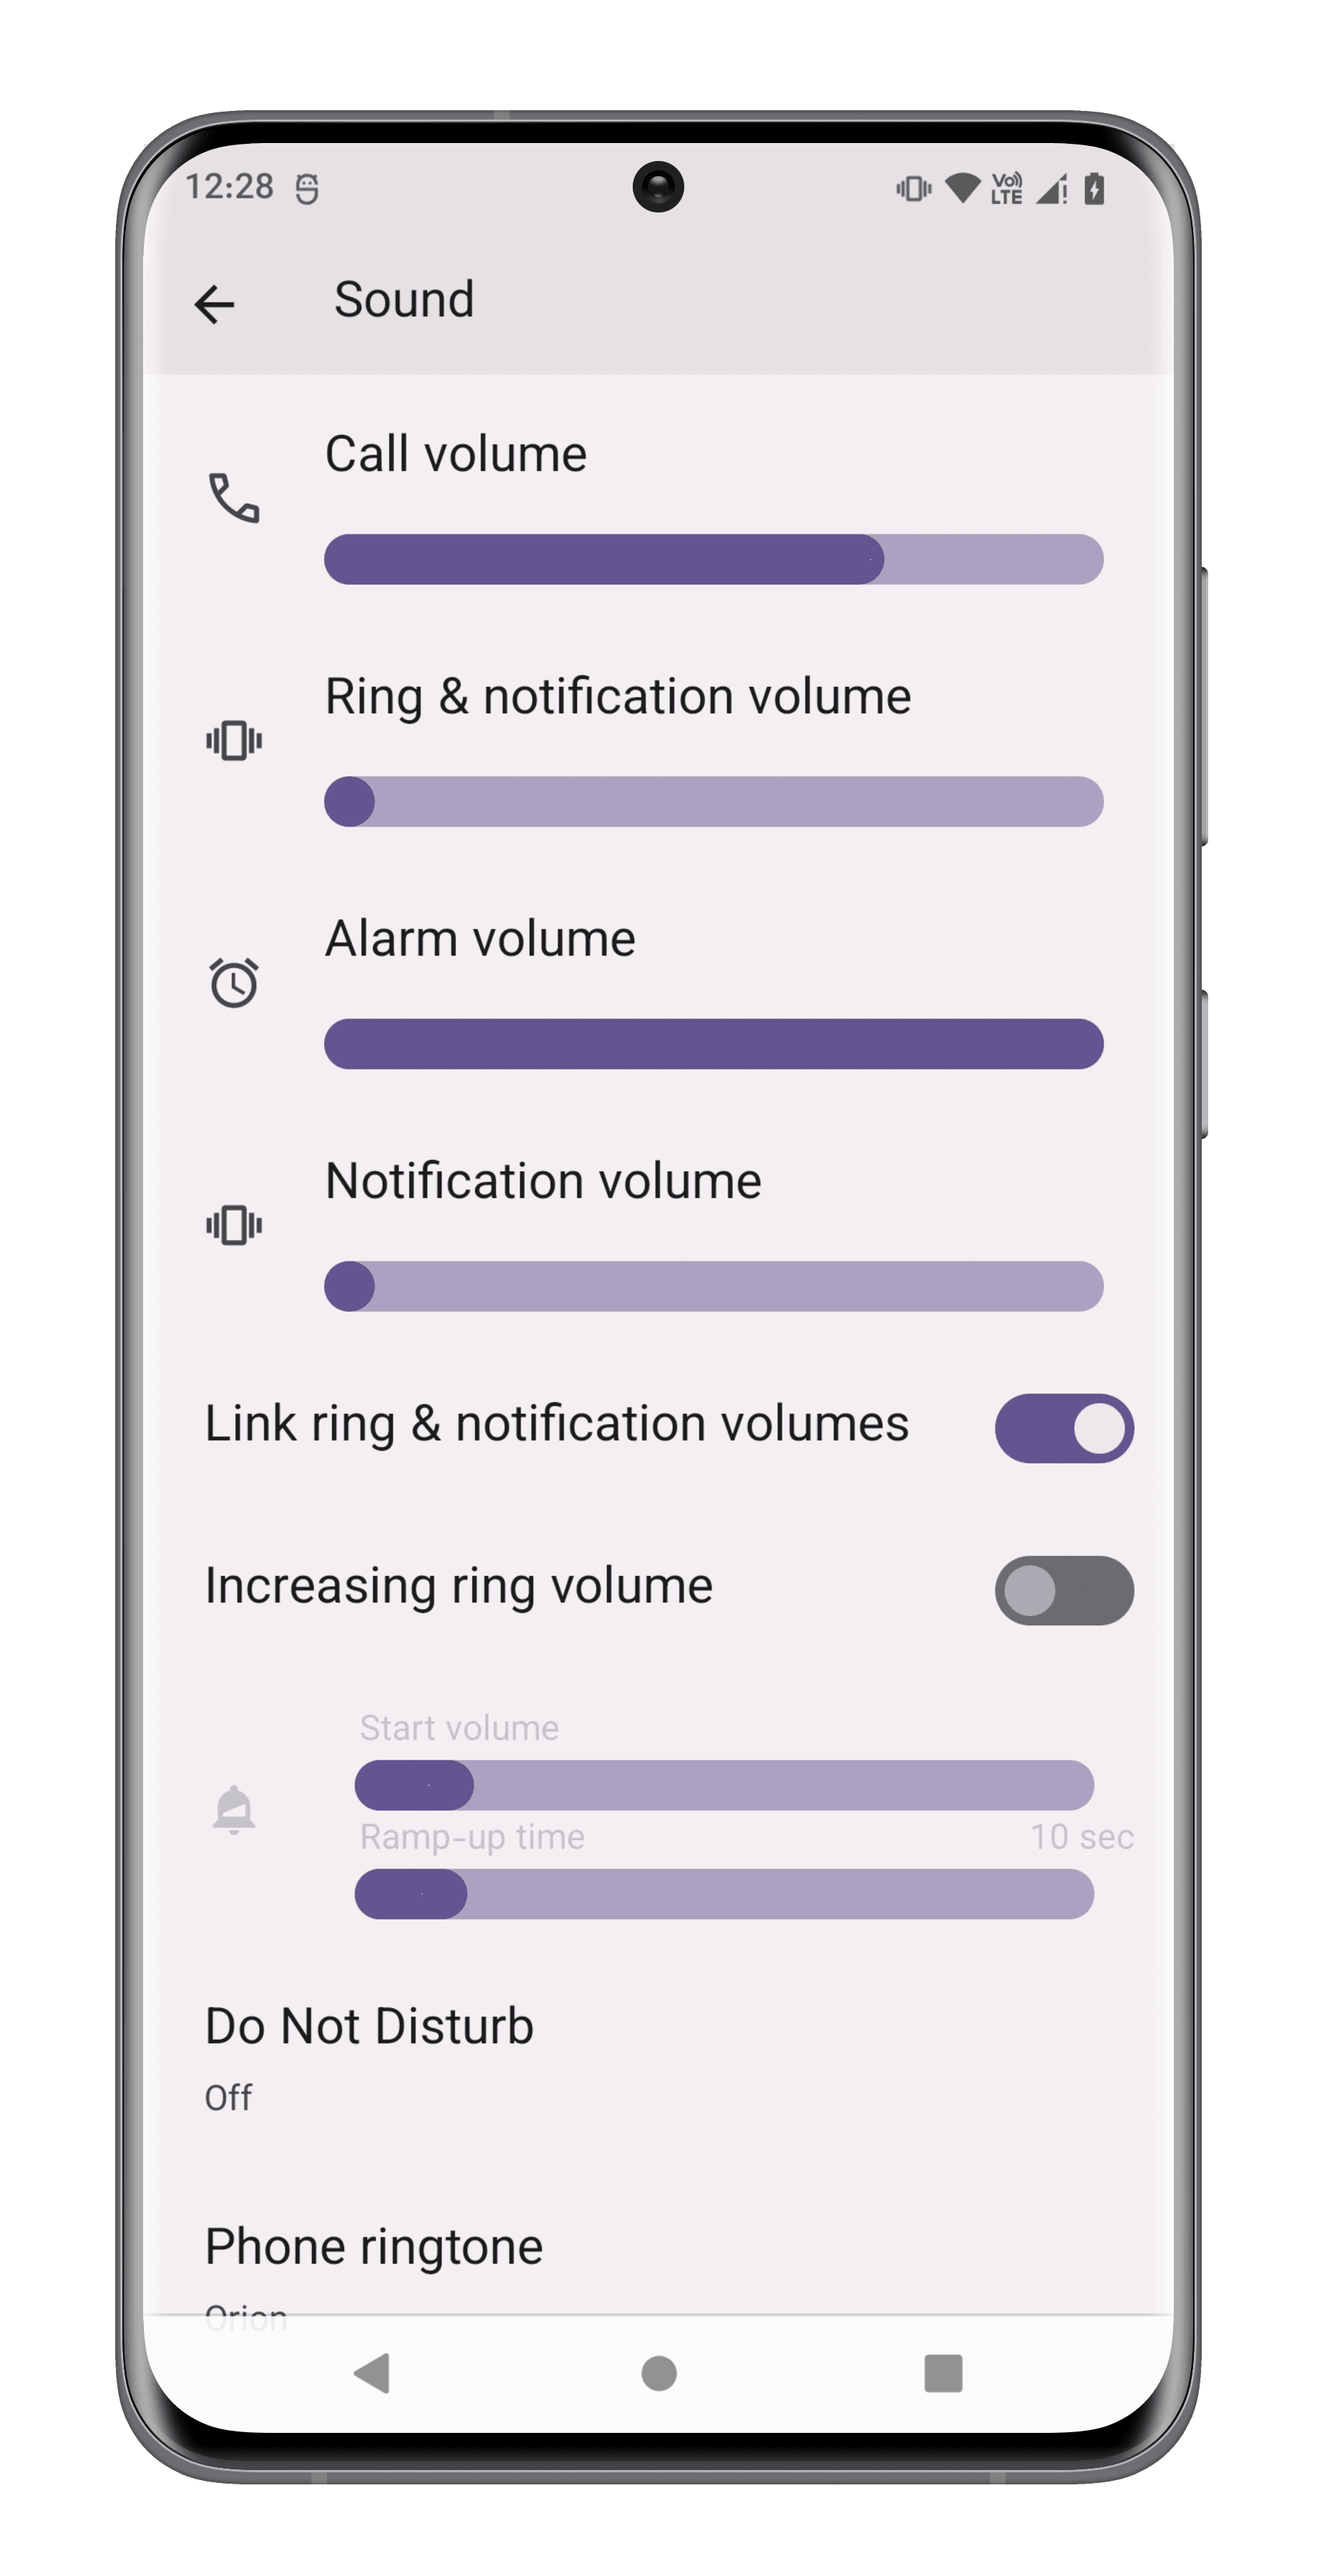 12:28
Vo)) LTE
Sound
Call volume
Ring & notification volume
Alarm volume
Notification volume
Link ring & notification volumes
Increasing ring volume
Start volume
Ramp-up time 10 sec
Do Not Disturb
Off
Phone ringtone
Orion